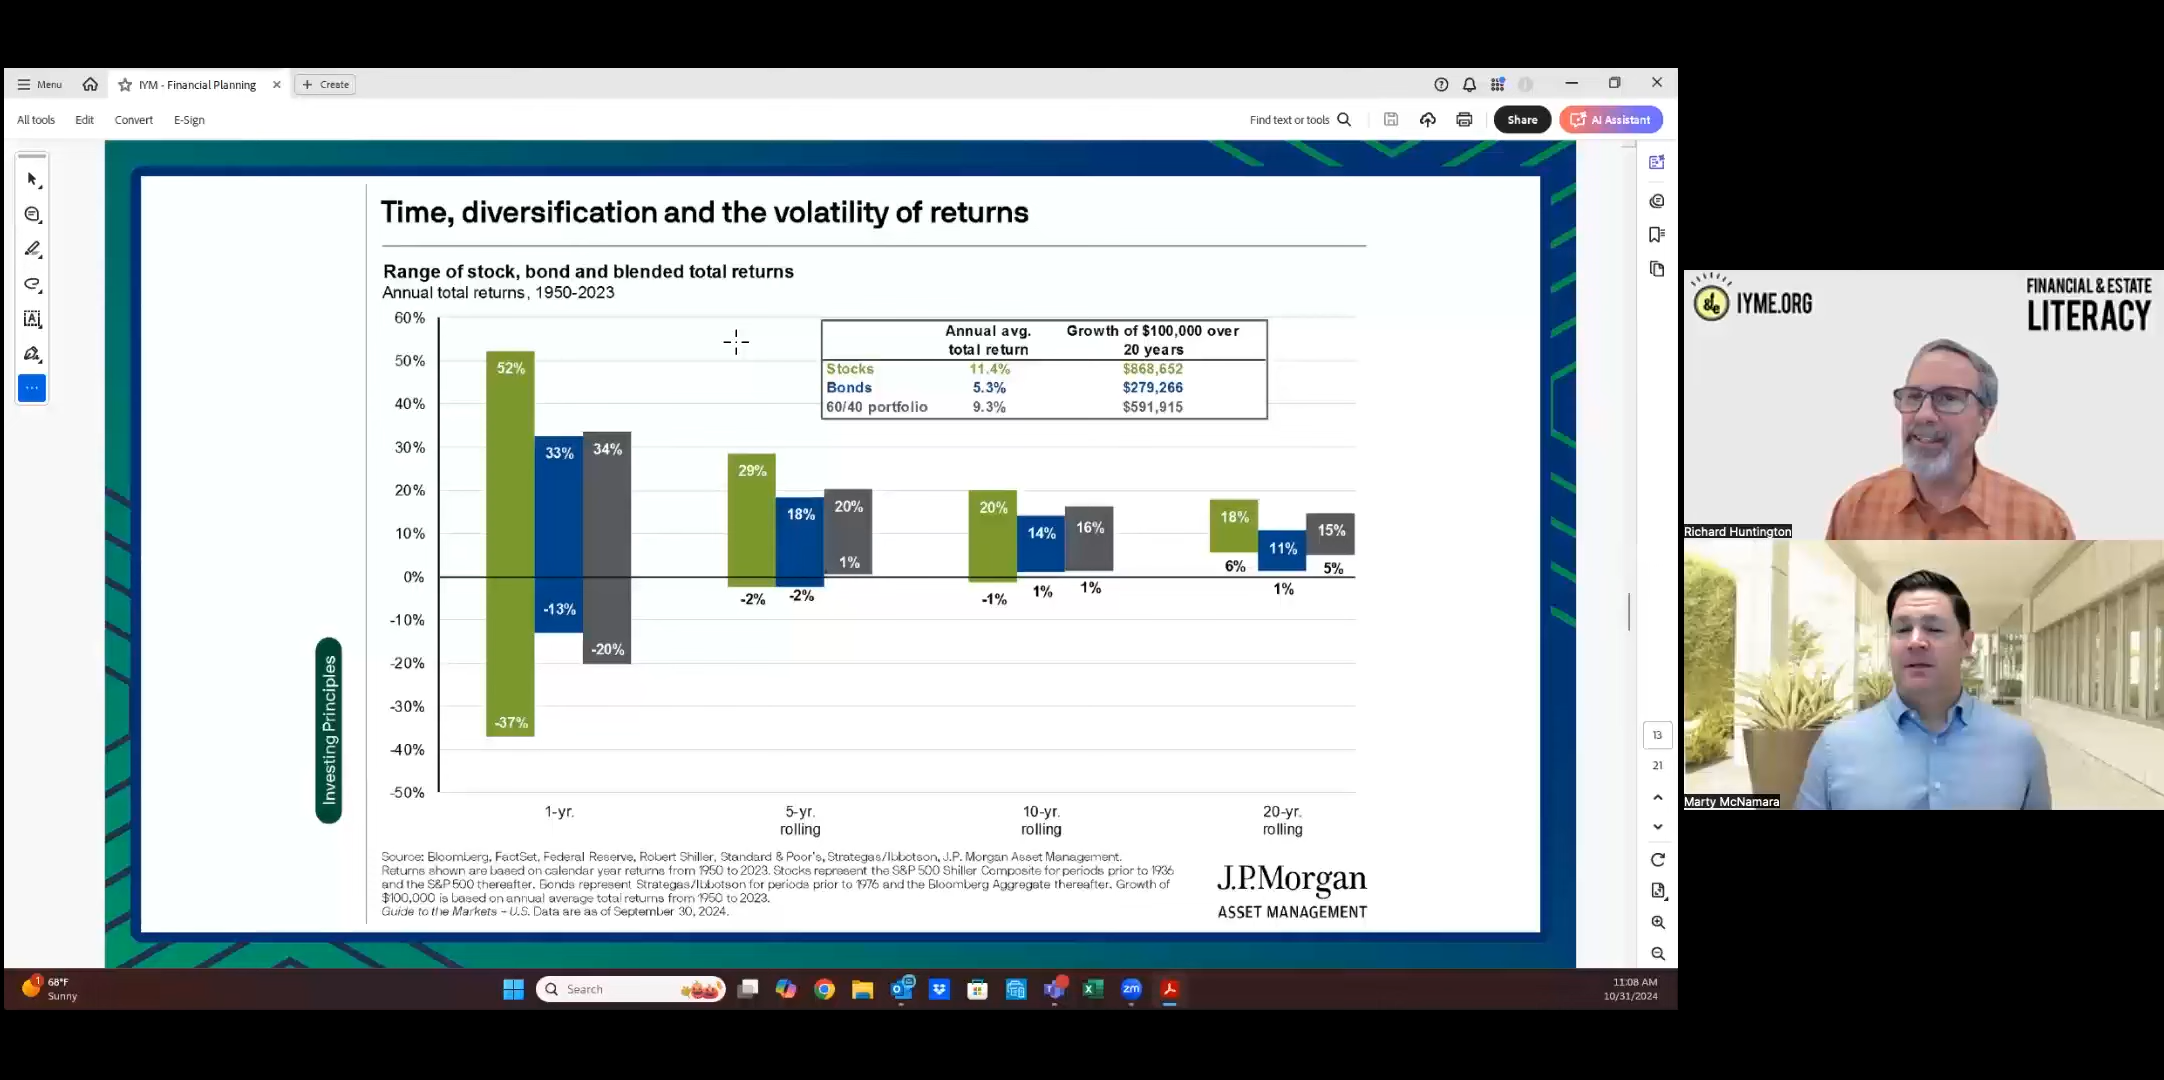 Menu
IYM - Financial Planning
Create
All tools
Edit
Convert
E-Sign
Find text or tools
Share
AI Assistant
Time, diversification and the volatility of returns
Range of stock, bond and blended total returns
Annual total returns, 1950-2023
60%
50%
40%
30%
20%
10%
0%
-10%
-20%
-30%
-40%
-50%
Annual avg. Growth of $100,000 over
total return 20 years
Stocks 11.4% $868,652
Bonds 5.3% $279,266
60/40 portfolio 9.3% $591,915
52% 33% 34%
-37% -13% -20%
29% 18% 20%
-2% -2% 1%
20% 14% 16%
-1% 1% 1%
18% 11% 15%
6% 1% 5%
1-yr.
5-yr.
rolling
10-yr.
rolling
20-yr.
rolling
Investing Principles
Source: Bloomberg, FactSet, Federal Reserve, Robert Shiller, Standard & Poor's, Strategas/Ibbotson, J.P. Morgan Asset Management.
Returns shown are based on calendar year returns from 1950 to 2023. Stocks represent the S&P 500 Shiller Composite for periods prior to 1936
and the S&P 500 thereafter. Bonds represent Strategas/Ibbotson for periods prior to 1976 and the Bloomberg Aggregate thereafter. Growth of
$100,000 is based on annual average total returns from 1950 to 2023.
Guide to the Markets – U.S. Data are as of September 30, 2024.
J.P.Morgan
ASSET MANAGEMENT
13
21
68°F
Sunny
Search
zm
11:08 AM
10/31/2024
IYME.ORG
FINANCIAL & ESTATE
LITERACY
Richard Huntington
Marty McNamara